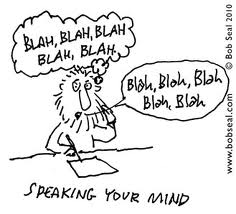 BLAH, BLAH, BLAH
BLAH, BLAH.
Blah, Blah, Blah
Blah, Blah
SPEAKING YOUR MIND
© Bob Seal 2010
www.bobseal.com